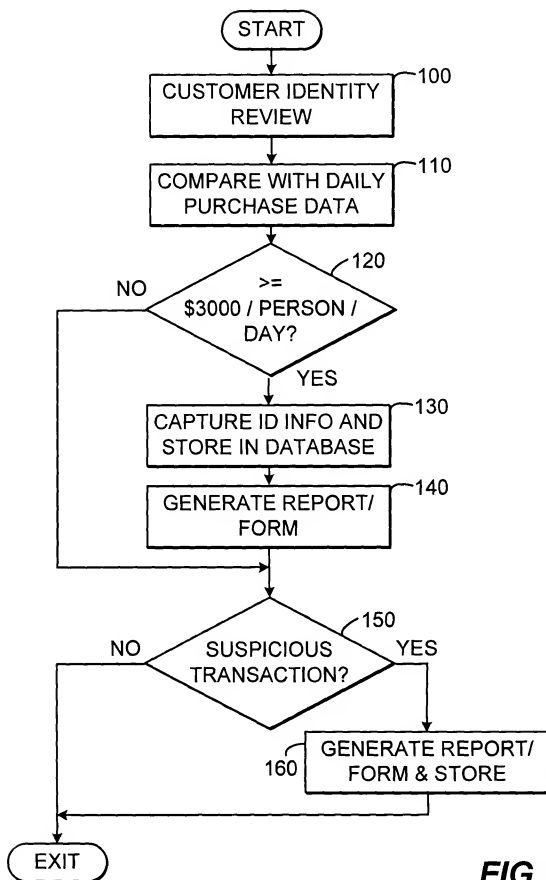 START
100
CUSTOMER IDENTITY
REVIEW
110
COMPARE WITH DAILY
PURCHASE DATA
120
NO
>=
$3000 / PERSON /
DAY?
YES
130
CAPTURE ID INFO AND
STORE IN DATABASE
140
GENERATE REPORT/
FORM
150
NO
SUSPICIOUS
TRANSACTION?
YES
160
GENERATE REPORT/
FORM & STORE
EXIT
FIG